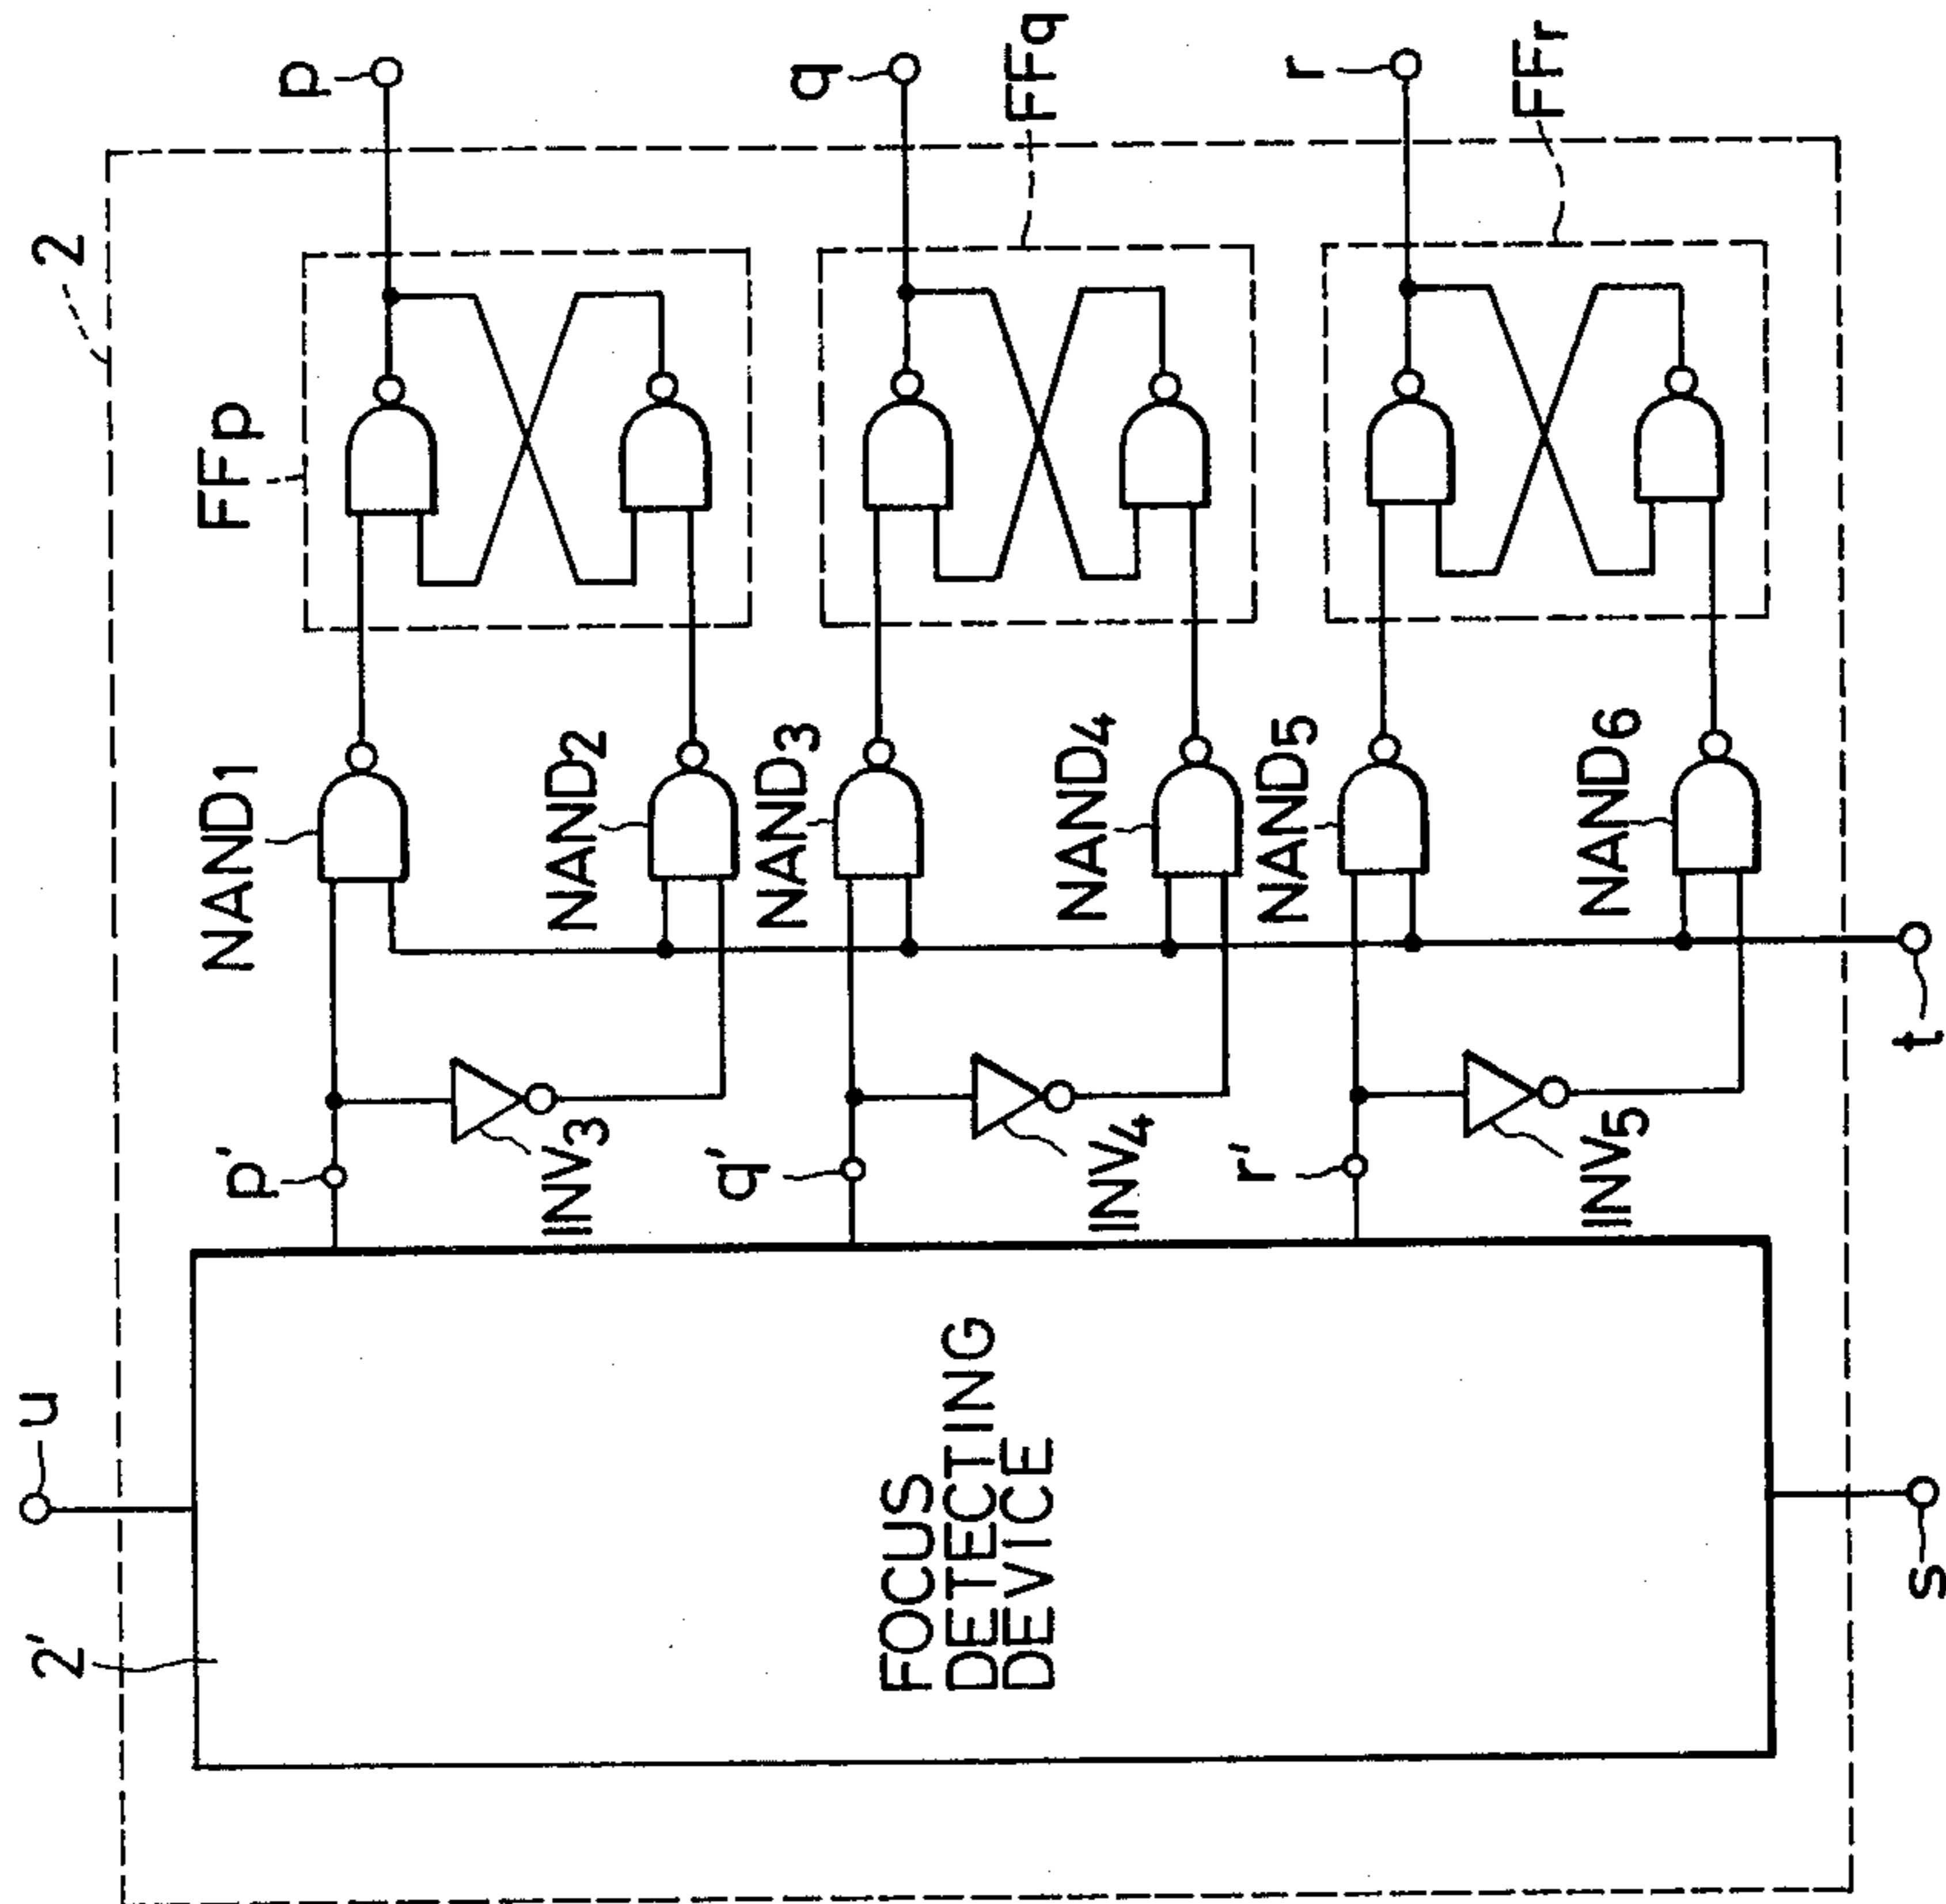 2
2'
u
FOCUS
DETECTING
DEVICE
s
p'
INV3
q'
INV4
r'
INV5
t
NAND1
NAND2
NAND3
NAND4
NAND5
NAND6
FFp
FFq
FFr
p
q
r